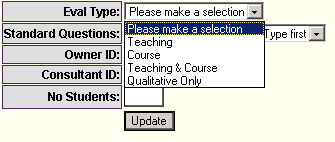 Eval Type: Please make a selection
Please make a selection
Standard Questions: Type first
Teaching
Course
Owner ID:
Teaching & Course
Consultant ID:
Qualitative Only
No Students:
Update